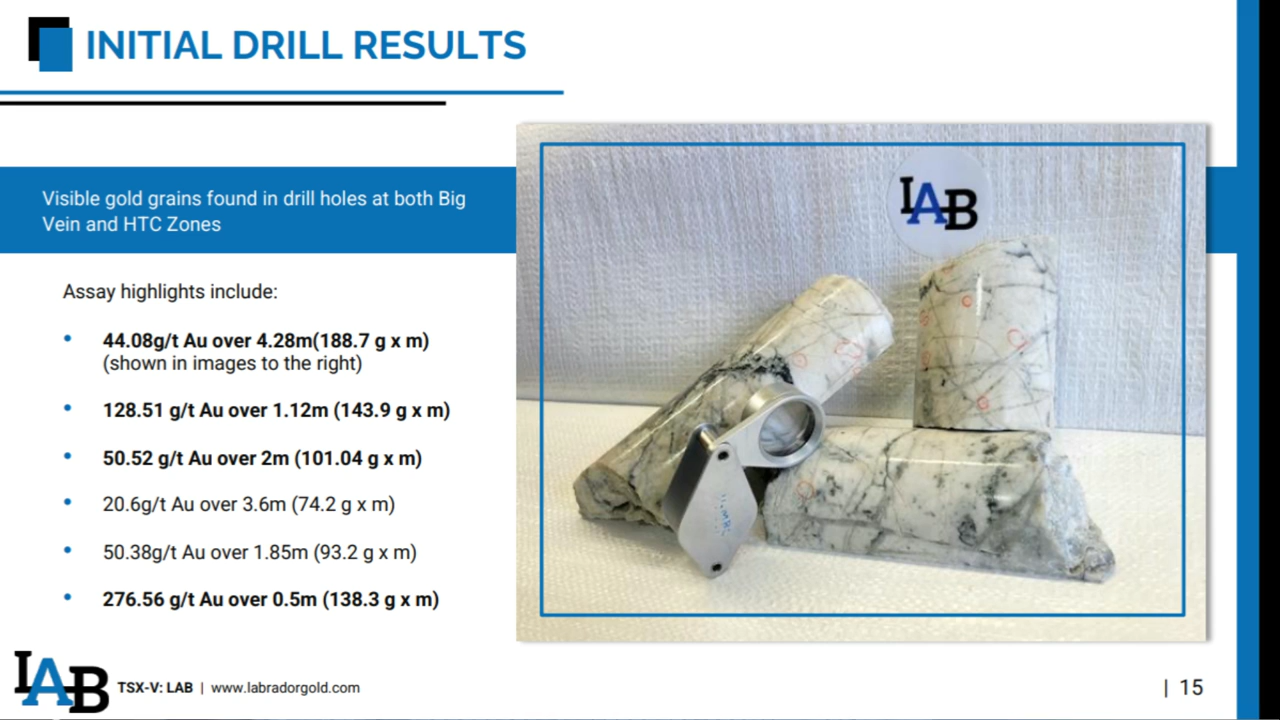 INITIAL DRILL RESULTS
Visible gold grains found in drill holes at both Big
Vein and HTC Zones
Assay highlights include:
• 44.08g/t Au over 4.28m(188.7 g x m)
(shown in images to the right)
• 128.51 g/t Au over 1.12m (143.9 g x m)
• 50.52 g/t Au over 2m (101.04 g x m)
• 20.6g/t Au over 3.6m (74.2 g x m)
• 50.38g/t Au over 1.85m (93.2 g x m)
• 276.56 g/t Au over 0.5m (138.3 g x m)
LAB
LAB
TSX-V: LAB | www.labradorgold.com
| 15